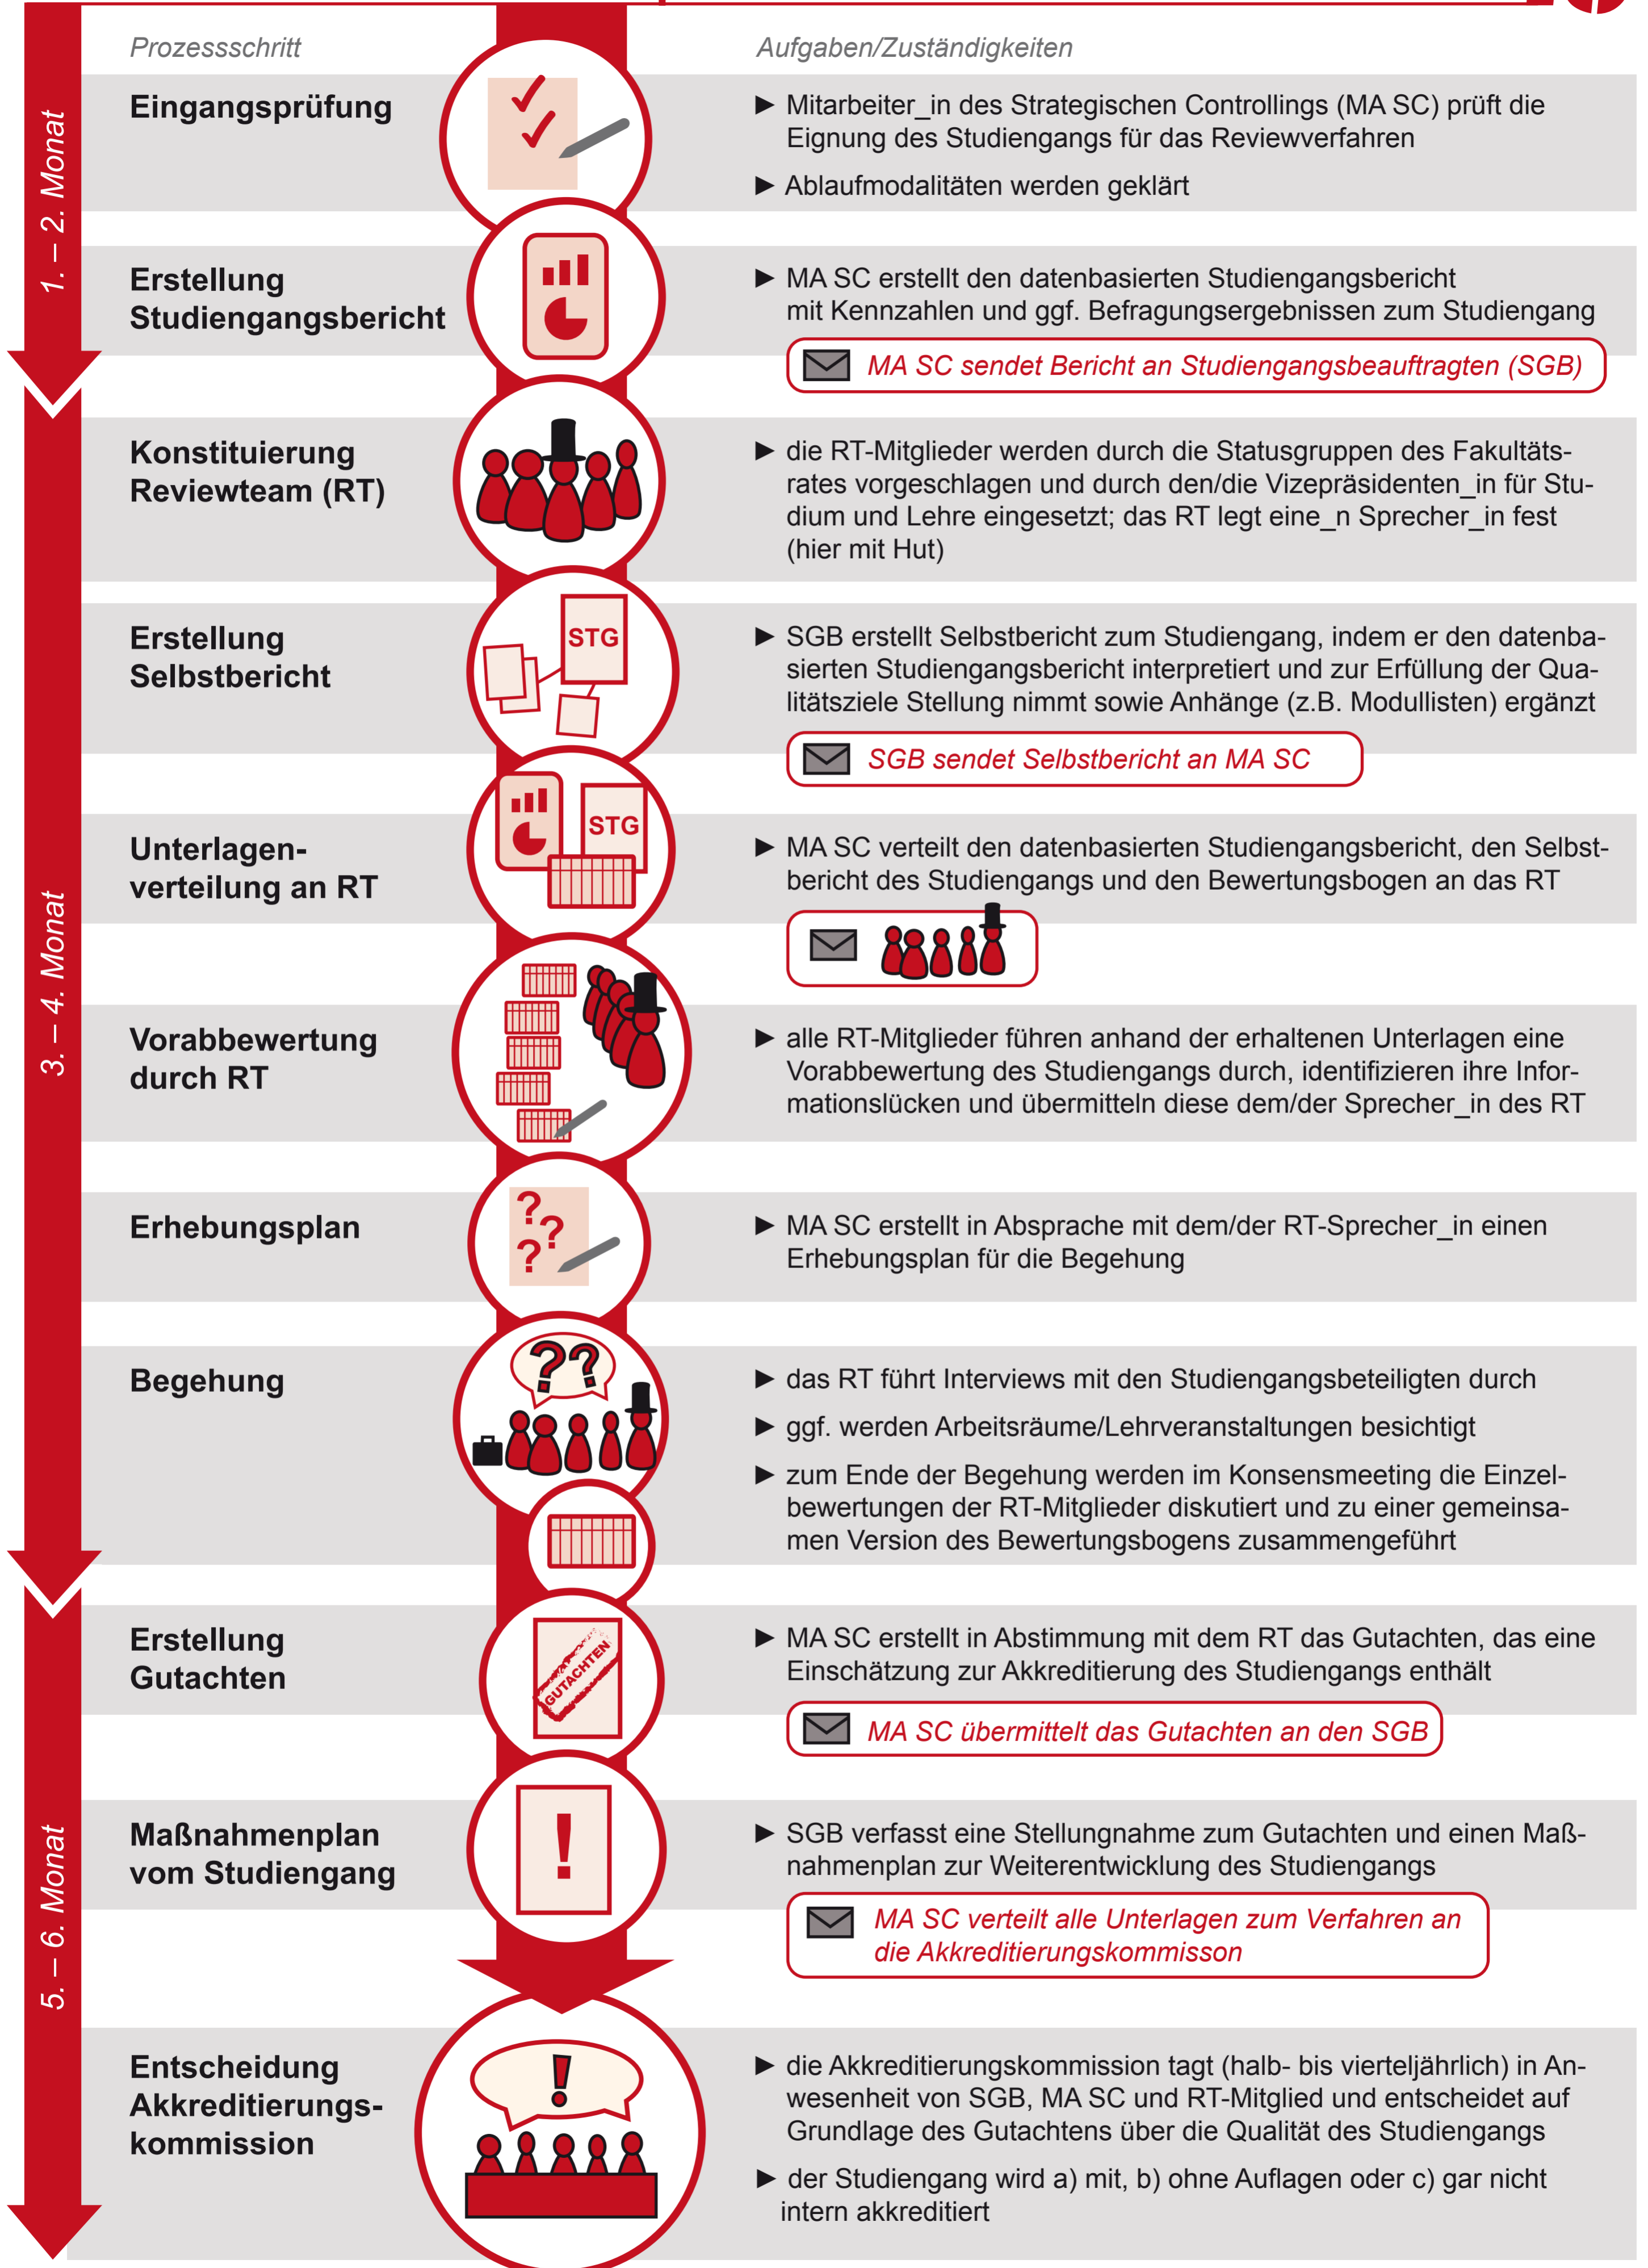 Prozessschritt
Aufgaben/Zuständigkeiten
1. – 2. Monat
Eingangsprüfung
► Mitarbeiter_in des Strategischen Controllings (MA SC) prüft die
Eignung des Studiengangs für das Reviewverfahren
► Ablaufmodalitäten werden geklärt
Erstellung
Studiengangsbericht
► MA SC erstellt den datenbasierten Studiengangsbericht
mit Kennzahlen und ggf. Befragungsergebnissen zum Studiengang
MA SC sendet Bericht an Studiengangsbeauftragten (SGB)
3. – 4. Monat
Konstituierung
Reviewteam (RT)
► die RT-Mitglieder werden durch die Statusgruppen des Fakultäts-
rates vorgeschlagen und durch den/die Vizepräsidenten_in für Stu-
dium und Lehre eingesetzt; das RT legt eine_n Sprecher_in fest
(hier mit Hut)
Erstellung
Selbstbericht
STG
► SGB erstellt Selbstbericht zum Studiengang, indem er den datenba-
sierten Studiengangsbericht interpretiert und zur Erfüllung der Qua-
litätsziele Stellung nimmt sowie Anhänge (z.B. Modullisten) ergänzt
SGB sendet Selbstbericht an MA SC
Unterlagen-
verteilung an RT
STG
► MA SC verteilt den datenbasierten Studiengangsbericht, den Selbst-
bericht des Studiengangs und den Bewertungsbogen an das RT
Vorabbewertung
durch RT
► alle RT-Mitglieder führen anhand der erhaltenen Unterlagen eine
Vorabbewertung des Studiengangs durch, identifizieren ihre Infor-
mationslücken und übermitteln diese dem/der Sprecher_in des RT
Erhebungsplan
? ? ?
► MA SC erstellt in Absprache mit dem/der RT-Sprecher_in einen
Erhebungsplan für die Begehung
Begehung
??
► das RT führt Interviews mit den Studiengangsbeteiligten durch
► ggf. werden Arbeitsräume/Lehrveranstaltungen besichtigt
► zum Ende der Begehung werden im Konsensmeeting die Einzel-
bewertungen der RT-Mitglieder diskutiert und zu einer gemeinsa-
men Version des Bewertungsbogens zusammengeführt
5. – 6. Monat
Erstellung
Gutachten
GUTACHTEN
► MA SC erstellt in Abstimmung mit dem RT das Gutachten, das eine
Einschätzung zur Akkreditierung des Studiengangs enthält
MA SC übermittelt das Gutachten an den SGB
Maßnahmenplan
vom Studiengang
!
► SGB verfasst eine Stellungnahme zum Gutachten und einen Maß-
nahmenplan zur Weiterentwicklung des Studiengangs
MA SC verteilt alle Unterlagen zum Verfahren an
die Akkreditierungskommisson
Entscheidung
Akkreditierungs-
kommission
!
► die Akkreditierungskommission tagt (halb- bis vierteljährlich) in An-
wesenheit von SGB, MA SC und RT-Mitglied und entscheidet auf
Grundlage des Gutachtens über die Qualität des Studiengangs
► der Studiengang wird a) mit, b) ohne Auflagen oder c) gar nicht
intern akkreditiert